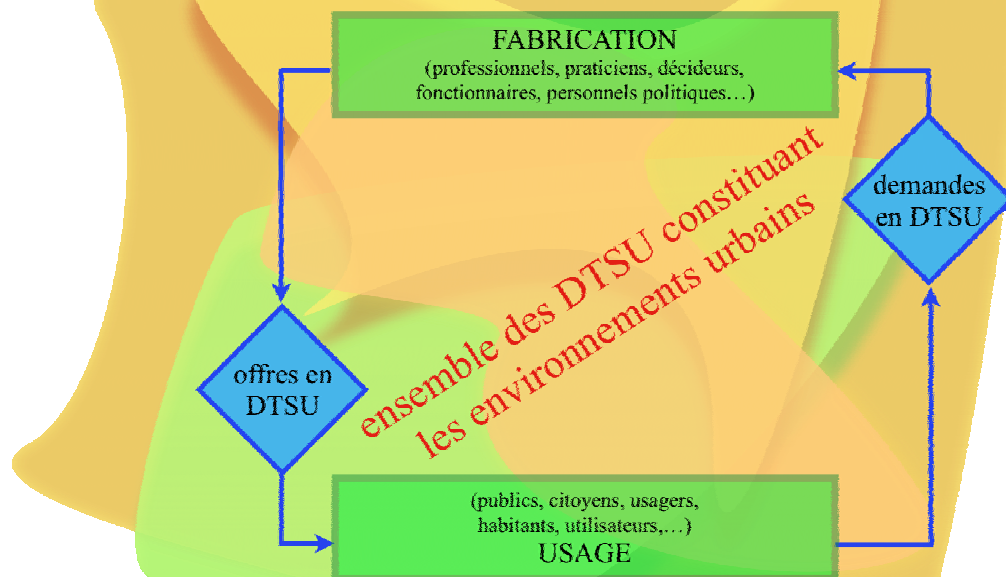 FABRICATION
(professionnels, praticiens, décideurs,
fonctionnaires, personnels politiques…)
demandes
en DTSU
ensemble des DTSU constituant
les environnements urbains
offres en
DTSU
(publics, citoyens, usagers,
habitants, utilisateurs,…)
USAGE